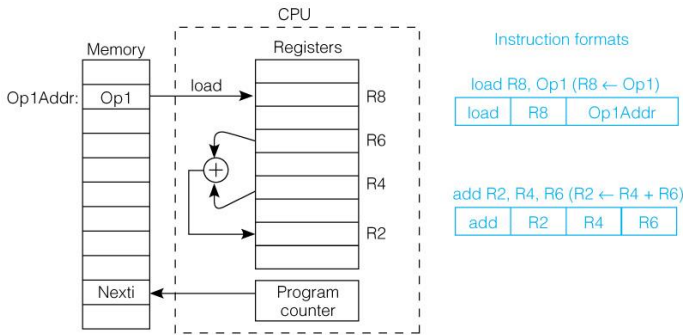 CPU
Memory
Registers
Instruction formats
Op1Addr:
Op1
load
R8
R6
+
R4
R2
Nexti
Program
counter
load R8, Op1 (R8 ← Op1)
load R8 Op1Addr
add R2, R4, R6 (R2 ← R4 + R6)
add R2 R4 R6